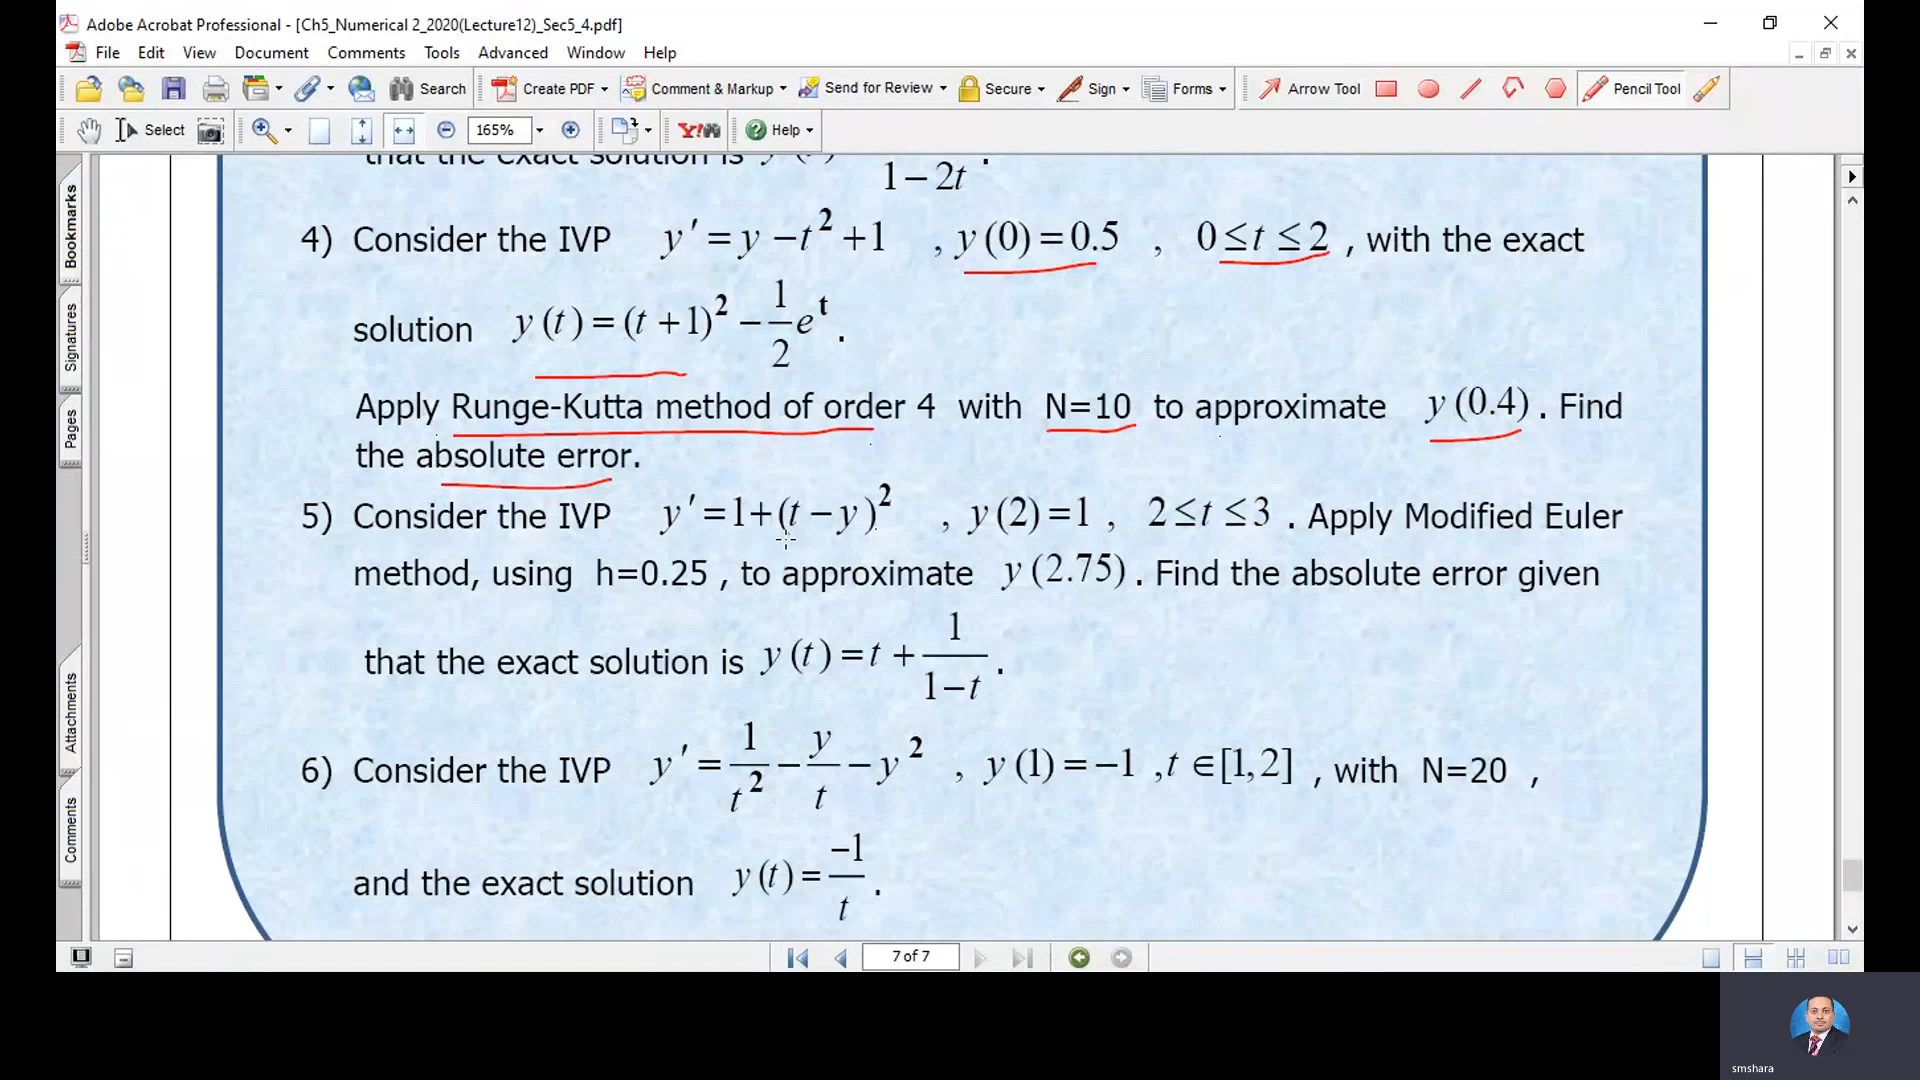 Adobe Acrobat Professional - [Ch5_Numerical 2_2020(Lecture12)_Sec5_4.pdf]
File Edit View Document Comments Tools Advanced Window Help
Search Create PDF Comment & Markup Send for Review Secure Sign Forms Arrow Tool Pencil Tool
Select 165% Y! Help
Bookmarks
Signatures
Pages
Attachments
Comments
that the exact solution is y 1−2t .
4) Consider the IVP y′ = y − t² + 1 , y(0) = 0.5 , 0 ≤ t ≤ 2 , with the exact
solution y(t) = (t + 1)² − 1/2 e^t .
Apply Runge-Kutta method of order 4 with N=10 to approximate y(0.4) . Find
the absolute error.
5) Consider the IVP y′ = 1 + (t − y)² , y(2) = 1 , 2 ≤ t ≤ 3 . Apply Modified Euler
method, using h=0.25 , to approximate y(2.75) . Find the absolute error given
that the exact solution is y(t) = t + 1/(1−t) .
6) Consider the IVP y′ = 1/t² − y/t − y² , y(1) = −1 , t ∈ [1,2] , with N=20 ,
and the exact solution y(t) = −1/t .
7 of 7
smshara